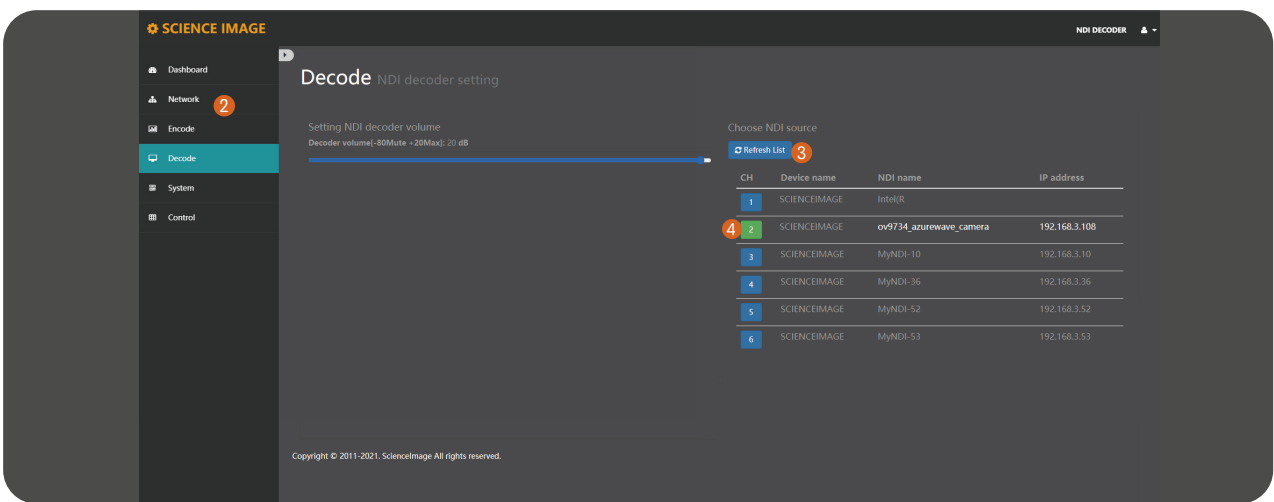 SCIENCE IMAGE
NDI DECODER
Dashboard
Network
2
Encode
Decode
System
Control
Decode NDI decoder setting
Setting NDI decoder volume
Decoder volume[-80Mute +20Max]: 20 dB
Choose NDI source
Refresh List
3
CH Device name NDI name IP address
1 SCIENCEIMAGE Intel(R
4 2 SCIENCEIMAGE ov9734_azurewave_camera 192.168.3.108
3 SCIENCEIMAGE MyNDI-10 192.168.3.10
4 SCIENCEIMAGE MyNDI-36 192.168.3.36
5 SCIENCEIMAGE MyNDI-52 192.168.3.52
6 SCIENCEIMAGE MyNDI-53 192.168.3.53
Copyright © 2011-2021. ScienceImage All rights reserved.